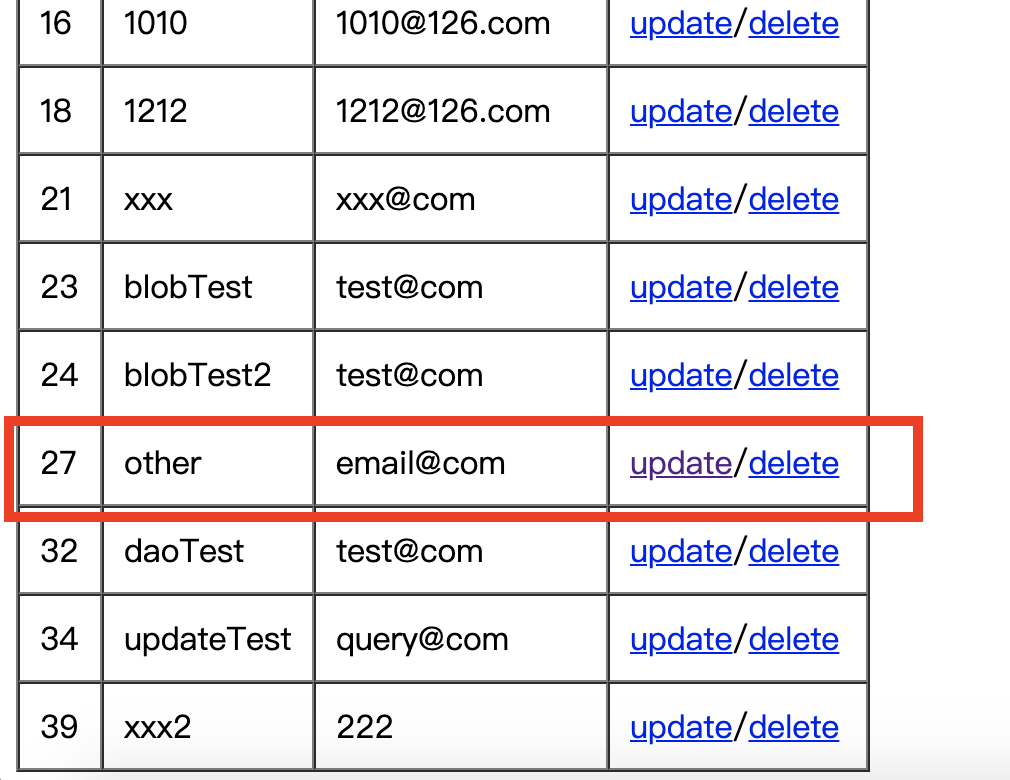 16 1010 1010@126.com update/delete
18 1212 1212@126.com update/delete
21 xxx xxx@com update/delete
23 blobTest test@com update/delete
24 blobTest2 test@com update/delete
27 other email@com update/delete
32 daoTest test@com update/delete
34 updateTest query@com update/delete
39 xxx2 222 update/delete